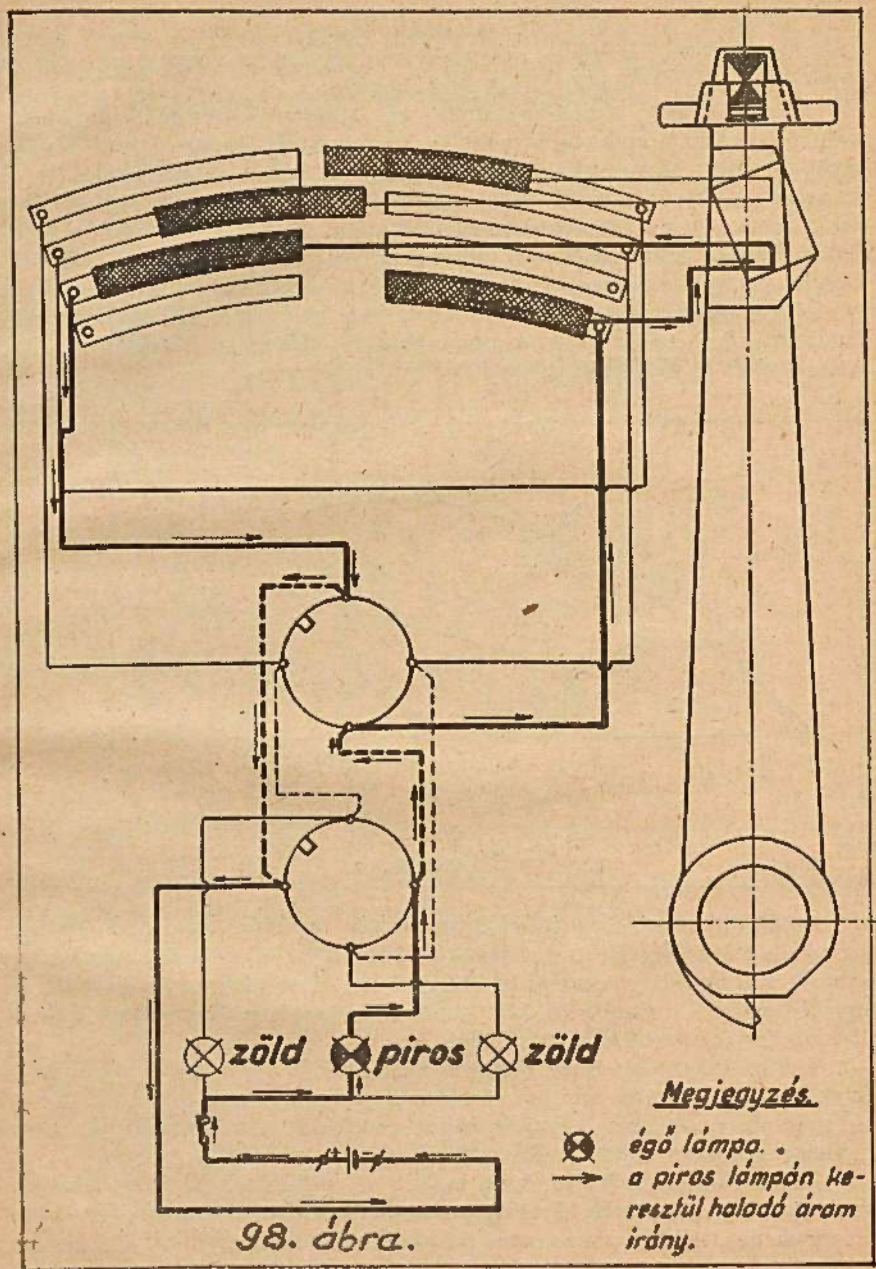 zöld piros zöld
+ -
Megjegyzés.
égő lámpa. .
a piros lámpán ke-
resztül haladó áram
irány.
98. ábra.